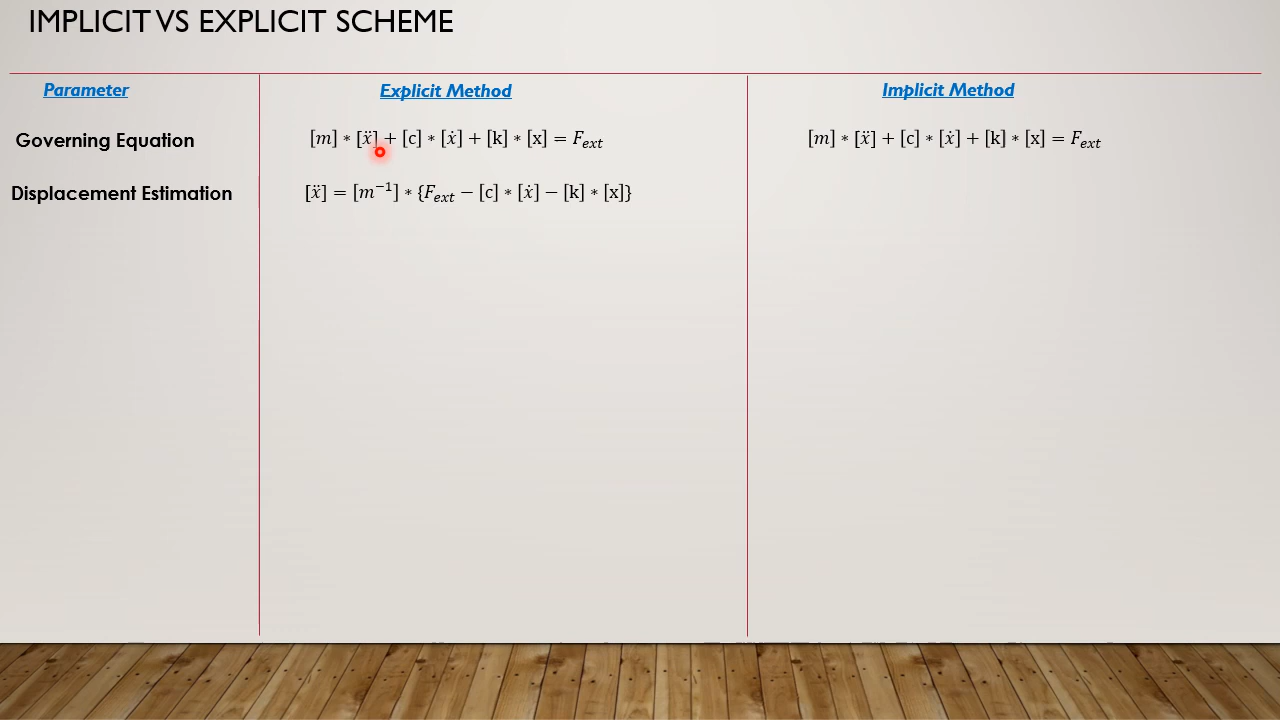 IMPLICIT VS EXPLICIT SCHEME
Parameter Explicit Method Implicit Method
Governing Equation [m] ∗ [ẍ] + [c] ∗ [ẋ] + [k] ∗ [x] = F_ext [m] ∗ [ẍ] + [c] ∗ [ẋ] + [k] ∗ [x] = F_ext
Displacement Estimation [ẍ] = [m⁻¹] ∗ {F_ext − [c] ∗ [ẋ] − [k] ∗ [x]}